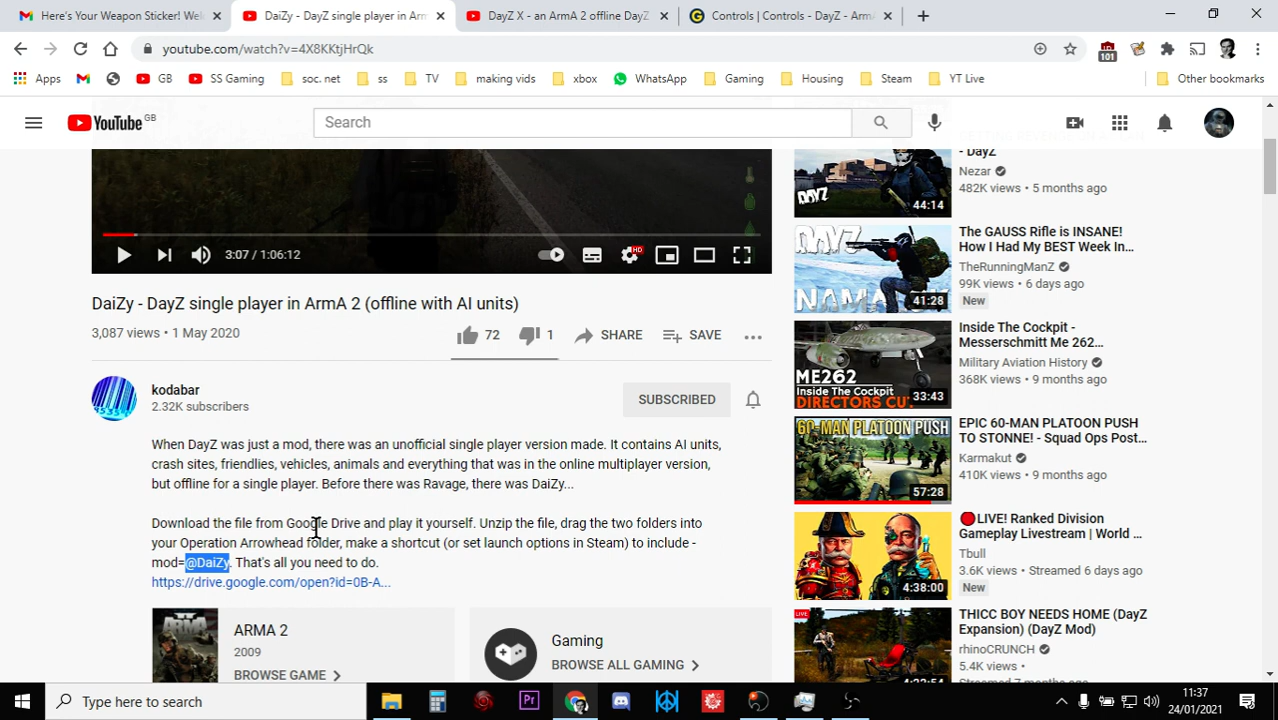 Here's Your Weapon Sticker! Wel
DaiZy - DayZ single player in Arm
DayZ X - an ArmA 2 offline DayZ
Controls | Controls - DayZ - ArmA
youtube.com/watch?v=4X8KKtjHrQk
101
Apps
GB
SS Gaming
soc. net
ss
TV
making vids
xbox
WhatsApp
Gaming
Housing
Steam
YT Live
Other bookmarks
YouTube GB
Search
3:07 / 1:06:12
HD
DaiZy - DayZ single player in ArmA 2 (offline with AI units)
3,087 views • 1 May 2020
72
1
SHARE
SAVE
kodabar
2.32K subscribers
SUBSCRIBED
When DayZ was just a mod, there was an unofficial single player version made. It contains AI units,
crash sites, friendlies, vehicles, animals and everything that was in the online multiplayer version,
but offline for a single player. Before there was Ravage, there was DaiZy...
Download the file from Google Drive and play it yourself. Unzip the file, drag the two folders into
your Operation Arrowhead folder, make a shortcut (or set launch options in Steam) to include -
mod=@DaiZy. That's all you need to do.
https://drive.google.com/open?id=0B-A...
ARMA 2
2009
BROWSE GAME
Gaming
BROWSE ALL GAMING
- DayZ
Nezar
482K views • 5 months ago
DAYZ
44:14
The GAUSS Rifle is INSANE!
How I Had My BEST Week In…
TheRunningManZ
99K views • 6 days ago
New
DAYZ
NAMALSK
41:28
Inside The Cockpit -
Messerschmitt Me 262…
Military Aviation History
368K views • 9 months ago
ME262
Inside The Cockpit
DIRECTORS CUT
33:43
EPIC 60-MAN PLATOON PUSH
TO STONNE! - Squad Ops Post…
Karmakut
410K views • 9 months ago
60-MAN PLATOON PUSH
57:28
LIVE! Ranked Division
Gameplay Livestream | World …
Tbull
3.6K views • Streamed 6 days ago
New
4:38:00
THICC BOY NEEDS HOME (DayZ
Expansion) (DayZ Mod)
rhinoCRUNCH
5.4K views •
LIVE
Type here to search
Pr
11:37
24/01/2021